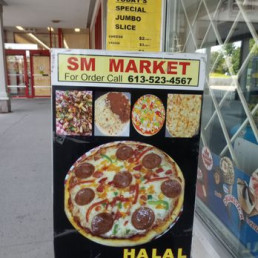 TODAY'S
SPECIAL
JUMBO
SLICE
SM MARKET
For Order Call 613-523-4567
HALAL